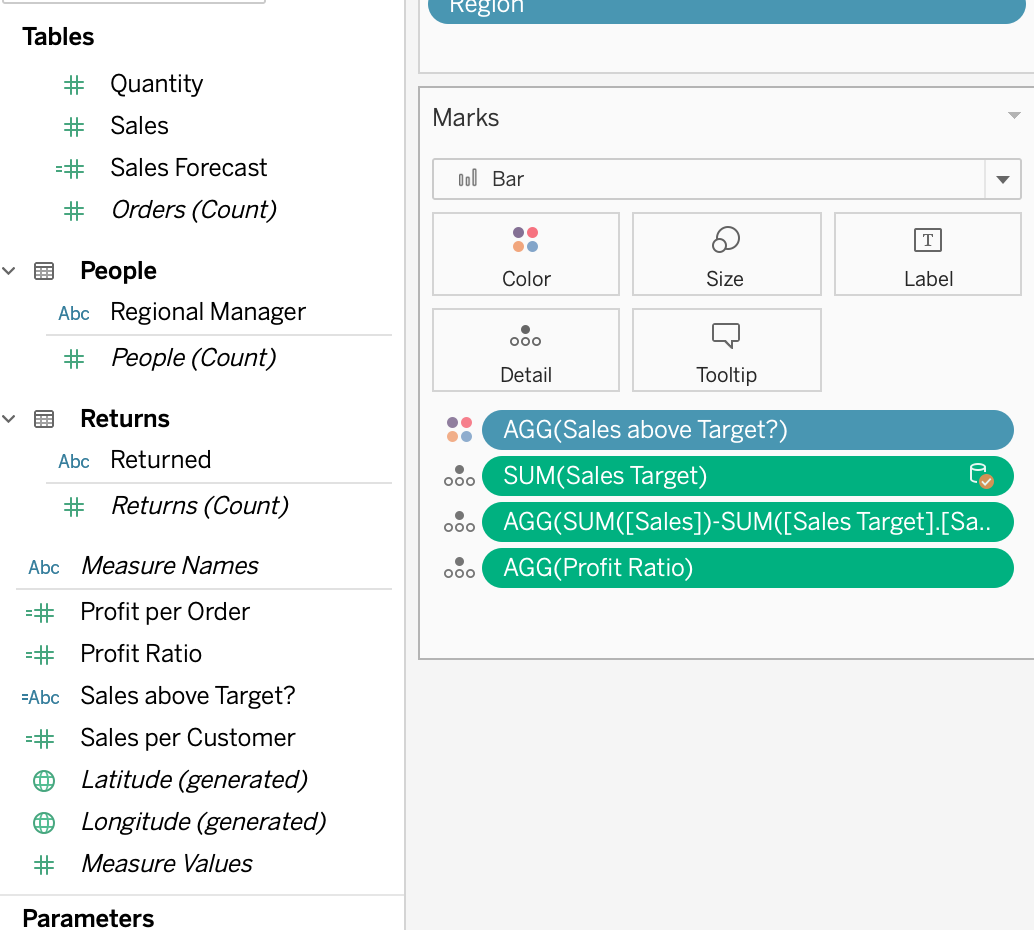 Tables
Quantity
Sales
=# Sales Forecast
Orders (Count)
People
Abc Regional Manager
People (Count)
Returns
Abc Returned
Returns (Count)
Abc Measure Names
=# Profit per Order
=# Profit Ratio
=Abc Sales above Target?
=# Sales per Customer
Latitude (generated)
Longitude (generated)
# Measure Values
Parameters
Region
Marks
Bar
Color
Size
T
Label
Detail
Tooltip
AGG(Sales above Target?)
SUM(Sales Target)
AGG(SUM([Sales])-SUM([Sales Target].[Sa..
AGG(Profit Ratio)